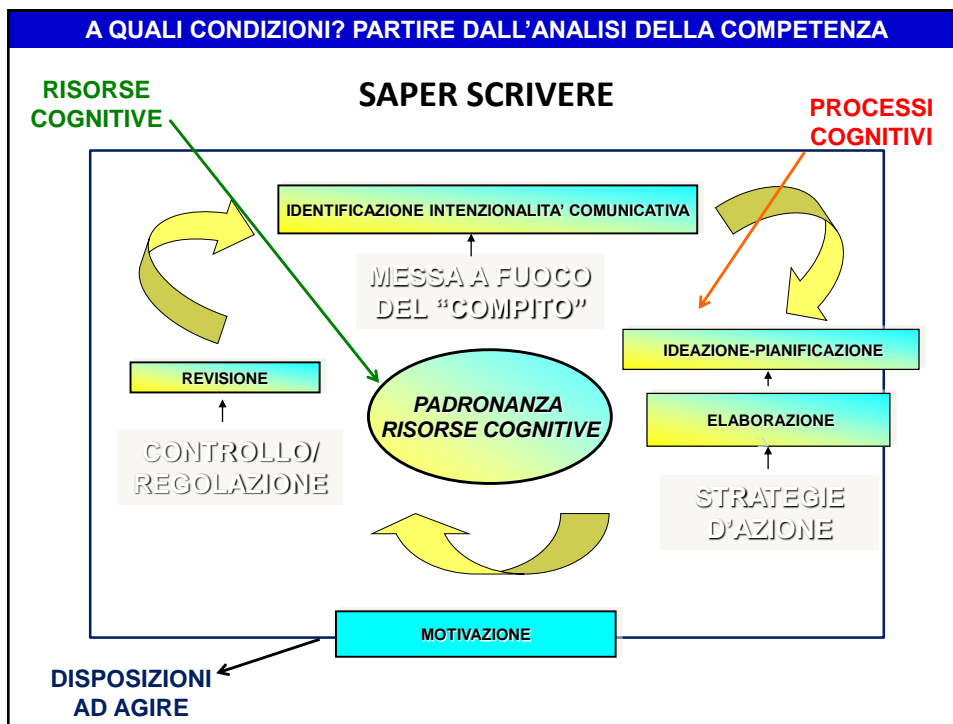 A QUALI CONDIZIONI? PARTIRE DALL’ANALISI DELLA COMPETENZA
RISORSE
COGNITIVE
SAPER SCRIVERE
PROCESSI
COGNITIVI
IDENTIFICAZIONE INTENZIONALITA’ COMUNICATIVA
MESSA A FUOCO
DEL “COMPITO”
IDEAZIONE-PIANIFICAZIONE
REVISIONE
PADRONANZA
RISORSE COGNITIVE
ELABORAZIONE
CONTROLLO/
REGOLAZIONE
STRATEGIE
D’AZIONE
MOTIVAZIONE
DISPOSIZIONI
AD AGIRE